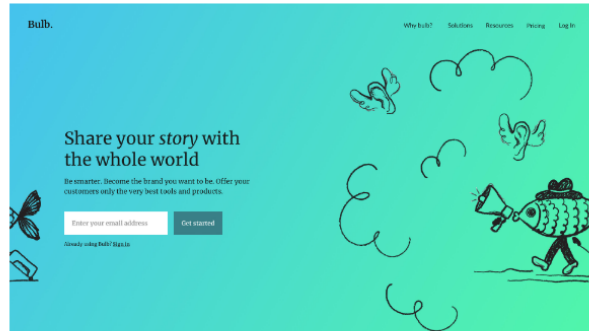 Bulb.
Why Bulb? Solutions Resources Pricing Log In
Share your story with
the whole world
Be smarter. Become the brand you want to be. Offer your
customers only the very best tools and products.
Enter your email address Get started
Already using Bulb? Sign in